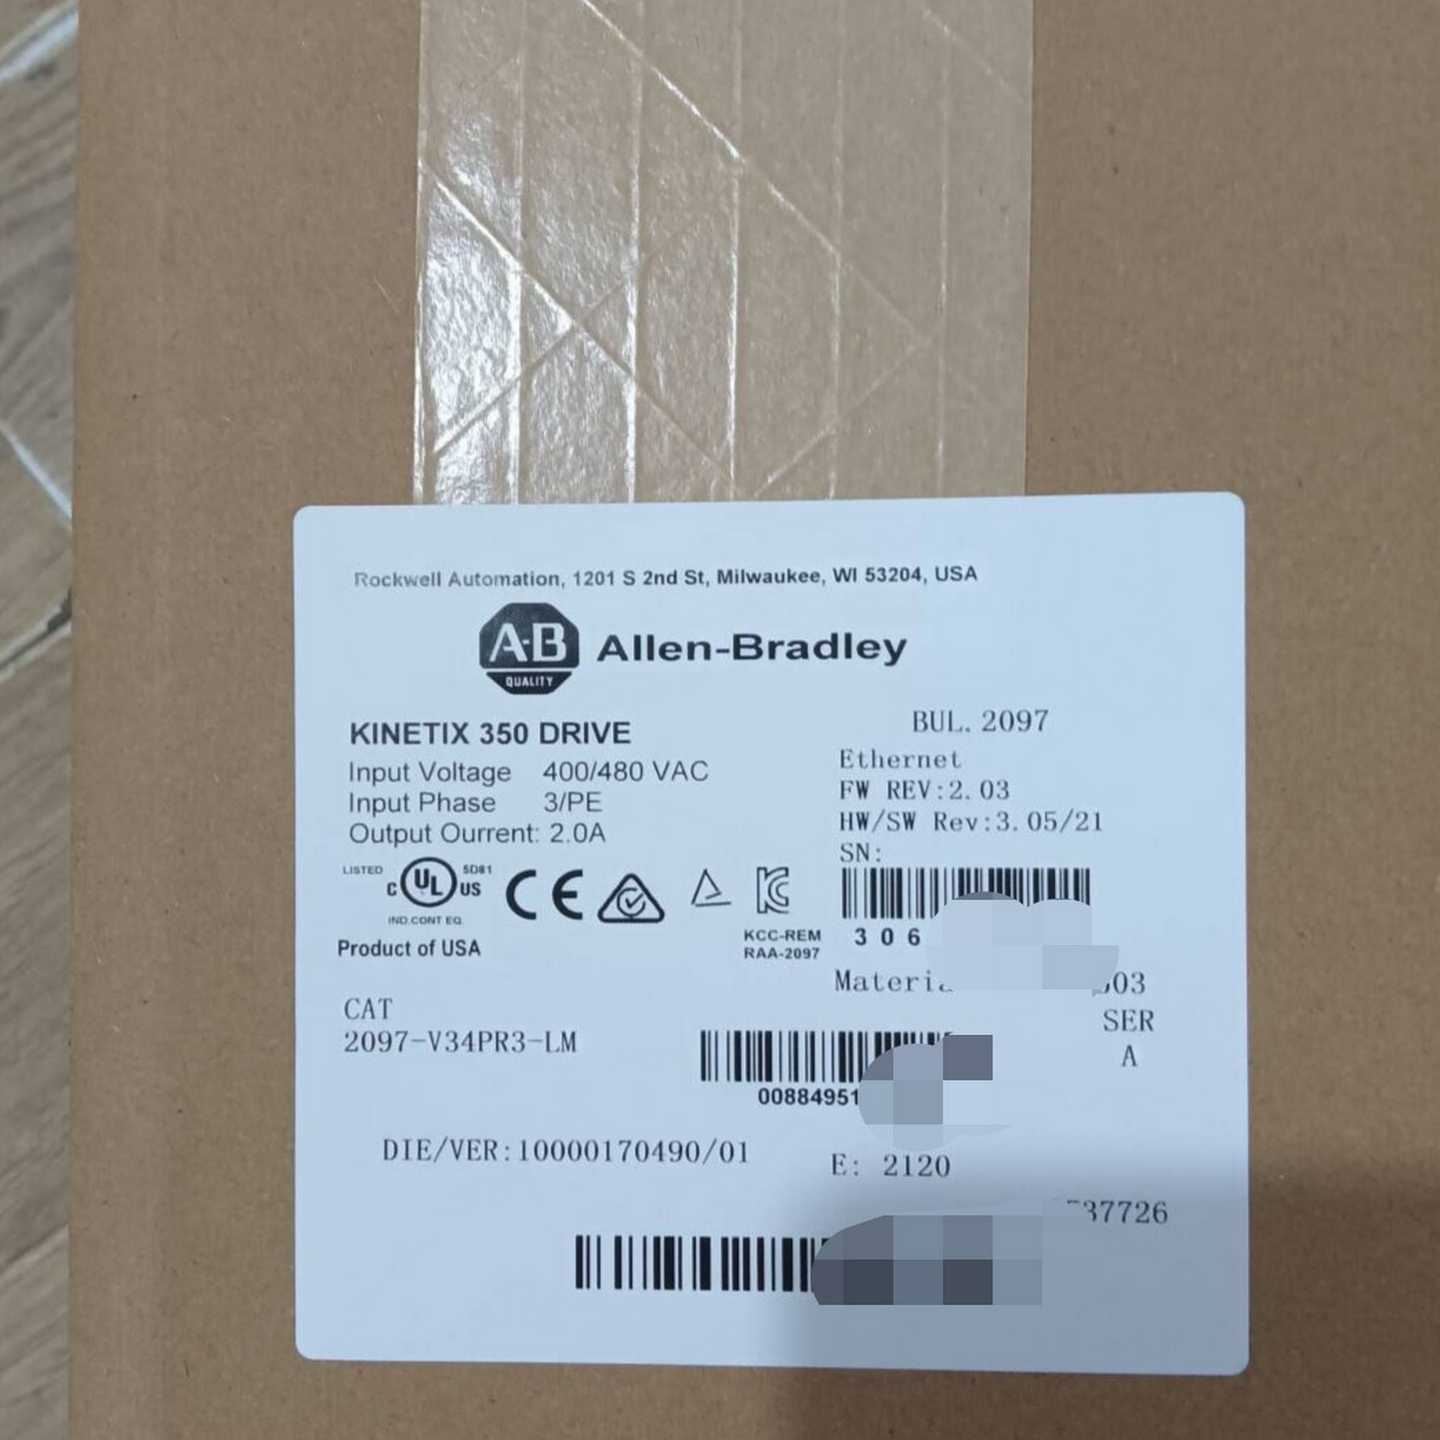 Rockwell Automation, 1201 S 2nd St, Milwaukee, WI 53204, USA
A-B
QUALITY
Allen-Bradley
KINETIX 350 DRIVE
BUL. 2097
Input Voltage 400/480 VAC
Input Phase 3/PE
Output Ourrent: 2.0A
Ethernet
FW REV:2.03
HW/SW Rev:3.05/21
SN:
LISTED
C UL US
5D81
IND.CONT EQ.
CE
KC
KCC-REM
RAA-2097
306
Product of USA
CAT
2097-V34PR3-LM
SER
A
00884951
DIE/VER:10000170490/01
E: 2120
37726